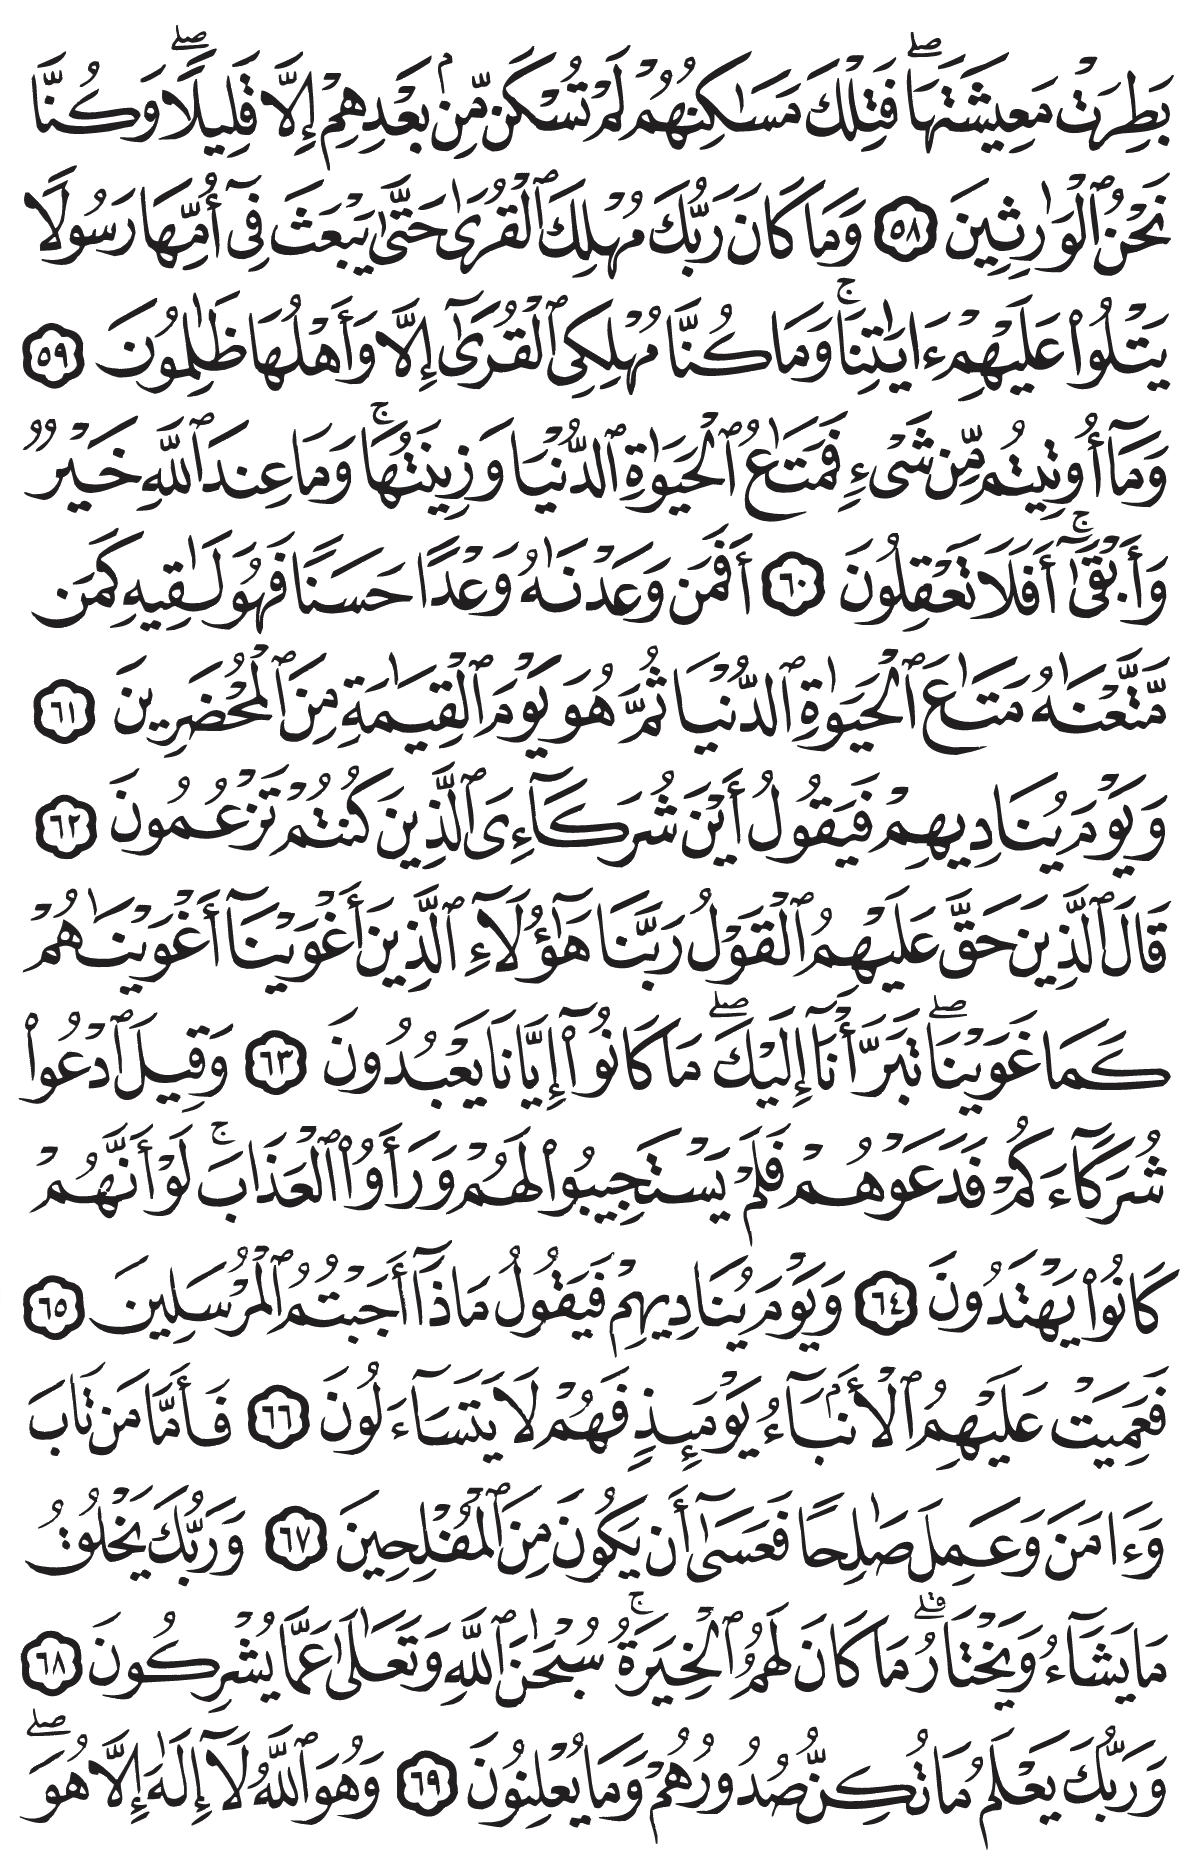 بَطِرَتْ مَعِيشَتَهَا ۖ فَتِلْكَ مَسَٰكِنُهُمْ لَمْ تُسْكَن مِّنۢ بَعْدِهِمْ إِلَّا قَلِيلًا ۖ وَكُنَّا
نَحْنُ ٱلْوَٰرِثِينَ ٥٨ وَمَا كَانَ رَبُّكَ مُهْلِكَ ٱلْقُرَىٰ حَتَّىٰ يَبْعَثَ فِىٓ أُمِّهَا رَسُولًا
يَتْلُوا۟ عَلَيْهِمْ ءَايَٰتِنَا ۚ وَمَا كُنَّا مُهْلِكِى ٱلْقُرَىٰٓ إِلَّا وَأَهْلُهَا ظَٰلِمُونَ ٥٩
وَمَآ أُوتِيتُم مِّن شَىْءٍ فَمَتَٰعُ ٱلْحَيَوٰةِ ٱلدُّنْيَا وَزِينَتُهَا ۚ وَمَا عِندَ ٱللَّهِ خَيْرٌ
وَأَبْقَىٰٓ ۚ أَفَلَا تَعْقِلُونَ ٦٠ أَفَمَن وَعَدْنَٰهُ وَعْدًا حَسَنًا فَهُوَ لَٰقِيهِ كَمَن
مَّتَّعْنَٰهُ مَتَٰعَ ٱلْحَيَوٰةِ ٱلدُّنْيَا ثُمَّ هُوَ يَوْمَ ٱلْقِيَٰمَةِ مِنَ ٱلْمُحْضَرِينَ ٦١
وَيَوْمَ يُنَادِيهِمْ فَيَقُولُ أَيْنَ شُرَكَآءِىَ ٱلَّذِينَ كُنتُمْ تَزْعُمُونَ ٦٢
قَالَ ٱلَّذِينَ حَقَّ عَلَيْهِمُ ٱلْقَوْلُ رَبَّنَا هَٰٓؤُلَآءِ ٱلَّذِينَ أَغْوَيْنَآ أَغْوَيْنَٰهُمْ
كَمَا غَوَيْنَا ۖ تَبَرَّأْنَآ إِلَيْكَ ۖ مَا كَانُوٓا۟ إِيَّانَا يَعْبُدُونَ ٦٣ وَقِيلَ ٱدْعُوا۟
شُرَكَآءَكُمْ فَدَعَوْهُمْ فَلَمْ يَسْتَجِيبُوا۟ لَهُمْ وَرَأَوُا۟ ٱلْعَذَابَ ۚ لَوْ أَنَّهُمْ
كَانُوا۟ يَهْتَدُونَ ٦٤ وَيَوْمَ يُنَادِيهِمْ فَيَقُولُ مَاذَآ أَجَبْتُمُ ٱلْمُرْسَلِينَ ٦٥
فَعَمِيَتْ عَلَيْهِمُ ٱلْأَنۢبَآءُ يَوْمَئِذٍ فَهُمْ لَا يَتَسَآءَلُونَ ٦٦ فَأَمَّا مَن تَابَ
وَءَامَنَ وَعَمِلَ صَٰلِحًا فَعَسَىٰٓ أَن يَكُونَ مِنَ ٱلْمُفْلِحِينَ ٦٧ وَرَبُّكَ يَخْلُقُ
مَا يَشَآءُ وَيَخْتَارُ ۗ مَا كَانَ لَهُمُ ٱلْخِيَرَةُ ۚ سُبْحَٰنَ ٱللَّهِ وَتَعَٰلَىٰ عَمَّا يُشْرِكُونَ ٦٨
وَرَبُّكَ يَعْلَمُ مَا تُكِنُّ صُدُورُهُمْ وَمَا يُعْلِنُونَ ٦٩ وَهُوَ ٱللَّهُ لَآ إِلَٰهَ إِلَّا هُوَ ۖ